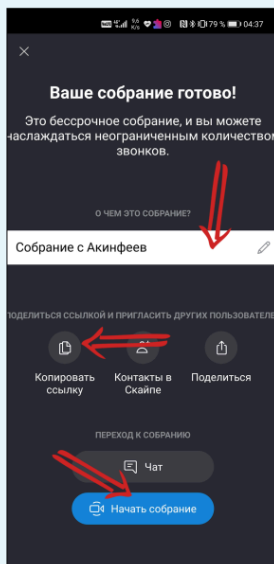 79 % 04:37
Ваше собрание готово!
Это бессрочное собрание, и вы можете
наслаждаться неограниченным количеством
звонков.
О ЧЕМ ЭТО СОБРАНИЕ?
Собрание с Акинфеев
ПОДЕЛИТЬСЯ ССЫЛКОЙ И ПРИГЛАСИТЬ ДРУГИХ
Копировать Контакты в Поделиться
ссылку Скайпе
ПЕРЕХОД К СОБРАНИЮ
Чат
Начать собрание